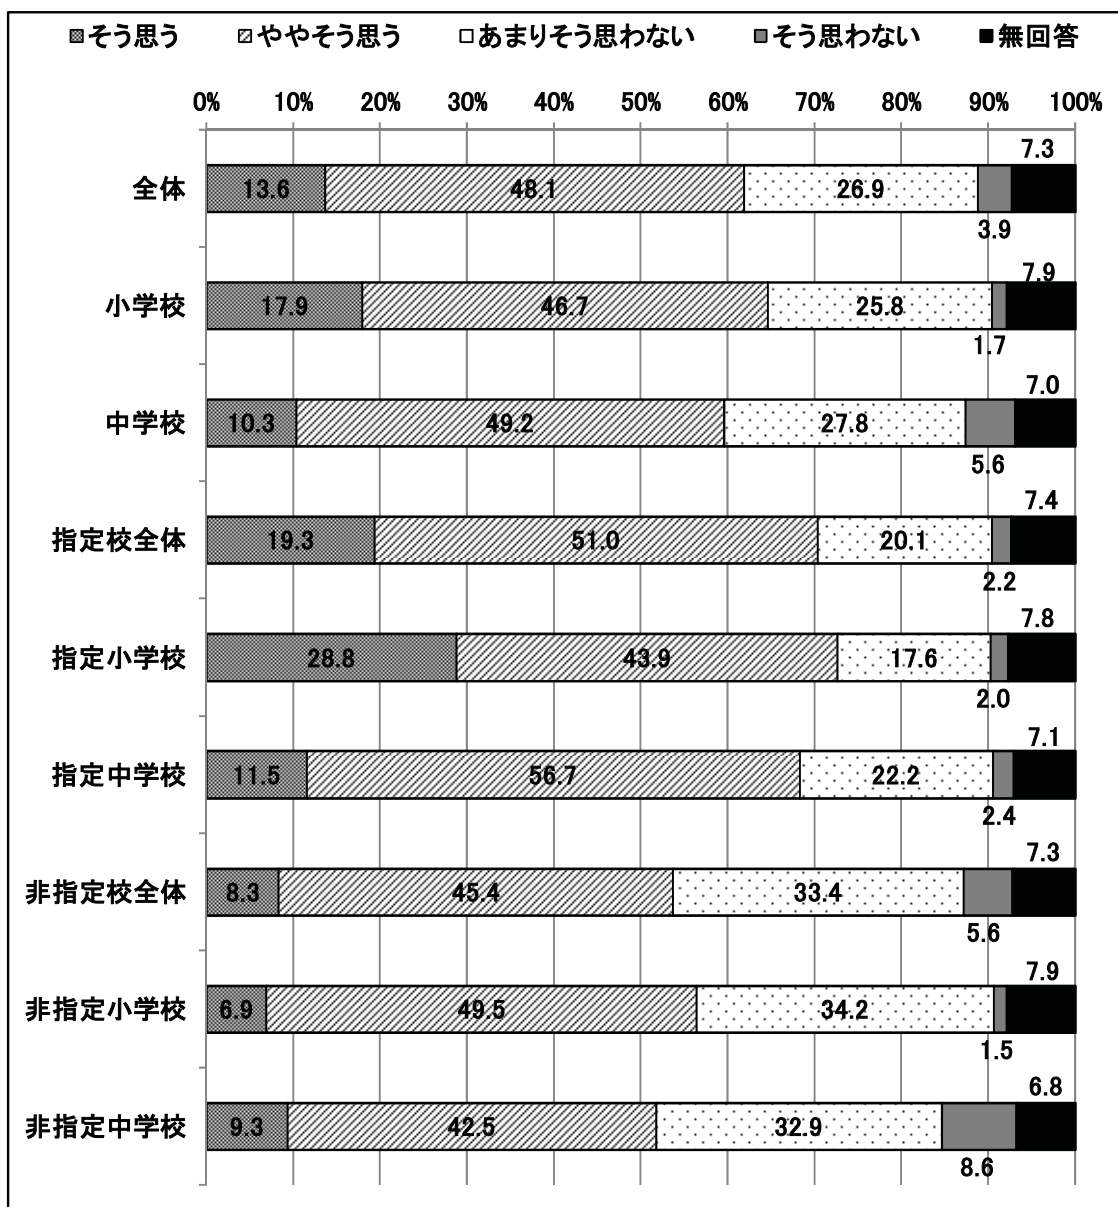 そう思う ややそう思う あまりそう思わない そう思わない 無回答
0% 10% 20% 30% 40% 50% 60% 70% 80% 90% 100%
7.3
全体 13.6 48.1 26.9
3.9
7.9
小学校 17.9 46.7 25.8
1.7
7.0
中学校 10.3 49.2 27.8
5.6
7.4
指定校全体 19.3 51.0 20.1
2.2
7.8
指定小学校 28.8 43.9 17.6
2.0
7.1
指定中学校 11.5 56.7 22.2
2.4
7.3
非指定校全体 8.3 45.4 33.4
5.6
7.9
非指定小学校 6.9 49.5 34.2
1.5
6.8
非指定中学校 9.3 42.5 32.9
8.6